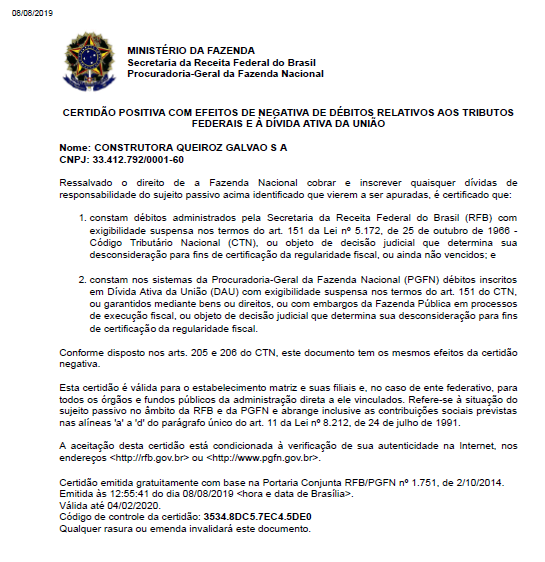 08/08/2019
MINISTÉRIO DA FAZENDA
Secretaria da Receita Federal do Brasil
Procuradoria-Geral da Fazenda Nacional
CERTIDÃO POSITIVA COM EFEITOS DE NEGATIVA DE DÉBITOS RELATIVOS AOS TRIBUTOS
FEDERAIS E À DÍVIDA ATIVA DA UNIÃO
Nome: CONSTRUTORA QUEIROZ GALVAO S A
CNPJ: 33.412.792/0001-60
Ressalvado o direito de a Fazenda Nacional cobrar e inscrever quaisquer dívidas de
responsabilidade do sujeito passivo acima identificado que vierem a ser apuradas, é certificado que:
1. constam débitos administrados pela Secretaria da Receita Federal do Brasil (RFB) com
exigibilidade suspensa nos termos do art. 151 da Lei nº 5.172, de 25 de outubro de 1966 -
Código Tributário Nacional (CTN), ou objeto de decisão judicial que determina sua
desconsideração para fins de certificação da regularidade fiscal, ou ainda não vencidos; e
2. constam nos sistemas da Procuradoria-Geral da Fazenda Nacional (PGFN) débitos inscritos
em Dívida Ativa da União (DAU) com exigibilidade suspensa nos termos do art. 151 do CTN,
ou garantidos mediante bens ou direitos, ou com embargos da Fazenda Pública em processos
de execução fiscal, ou objeto de decisão judicial que determina sua desconsideração para fins
de certificação da regularidade fiscal.
Conforme disposto nos arts. 205 e 206 do CTN, este documento tem os mesmos efeitos da certidão
negativa.
Esta certidão é válida para o estabelecimento matriz e suas filiais e, no caso de ente federativo, para
todos os órgãos e fundos públicos da administração direta a ele vinculados. Refere-se à situação do
sujeito passivo no âmbito da RFB e da PGFN e abrange inclusive as contribuições sociais previstas
nas alíneas 'a' a 'd' do parágrafo único do art. 11 da Lei nº 8.212, de 24 de julho de 1991.
A aceitação desta certidão está condicionada à verificação de sua autenticidade na Internet, nos
endereços <http://rfb.gov.br> ou <http://www.pgfn.gov.br>.
Certidão emitida gratuitamente com base na Portaria Conjunta RFB/PGFN nº 1.751, de 2/10/2014.
Emitida às 12:55:41 do dia 08/08/2019 <hora e data de Brasília>.
Válida até 04/02/2020.
Código de controle da certidão: 3534.8DC5.7EC4.5DE0
Qualquer rasura ou emenda invalidará este documento.